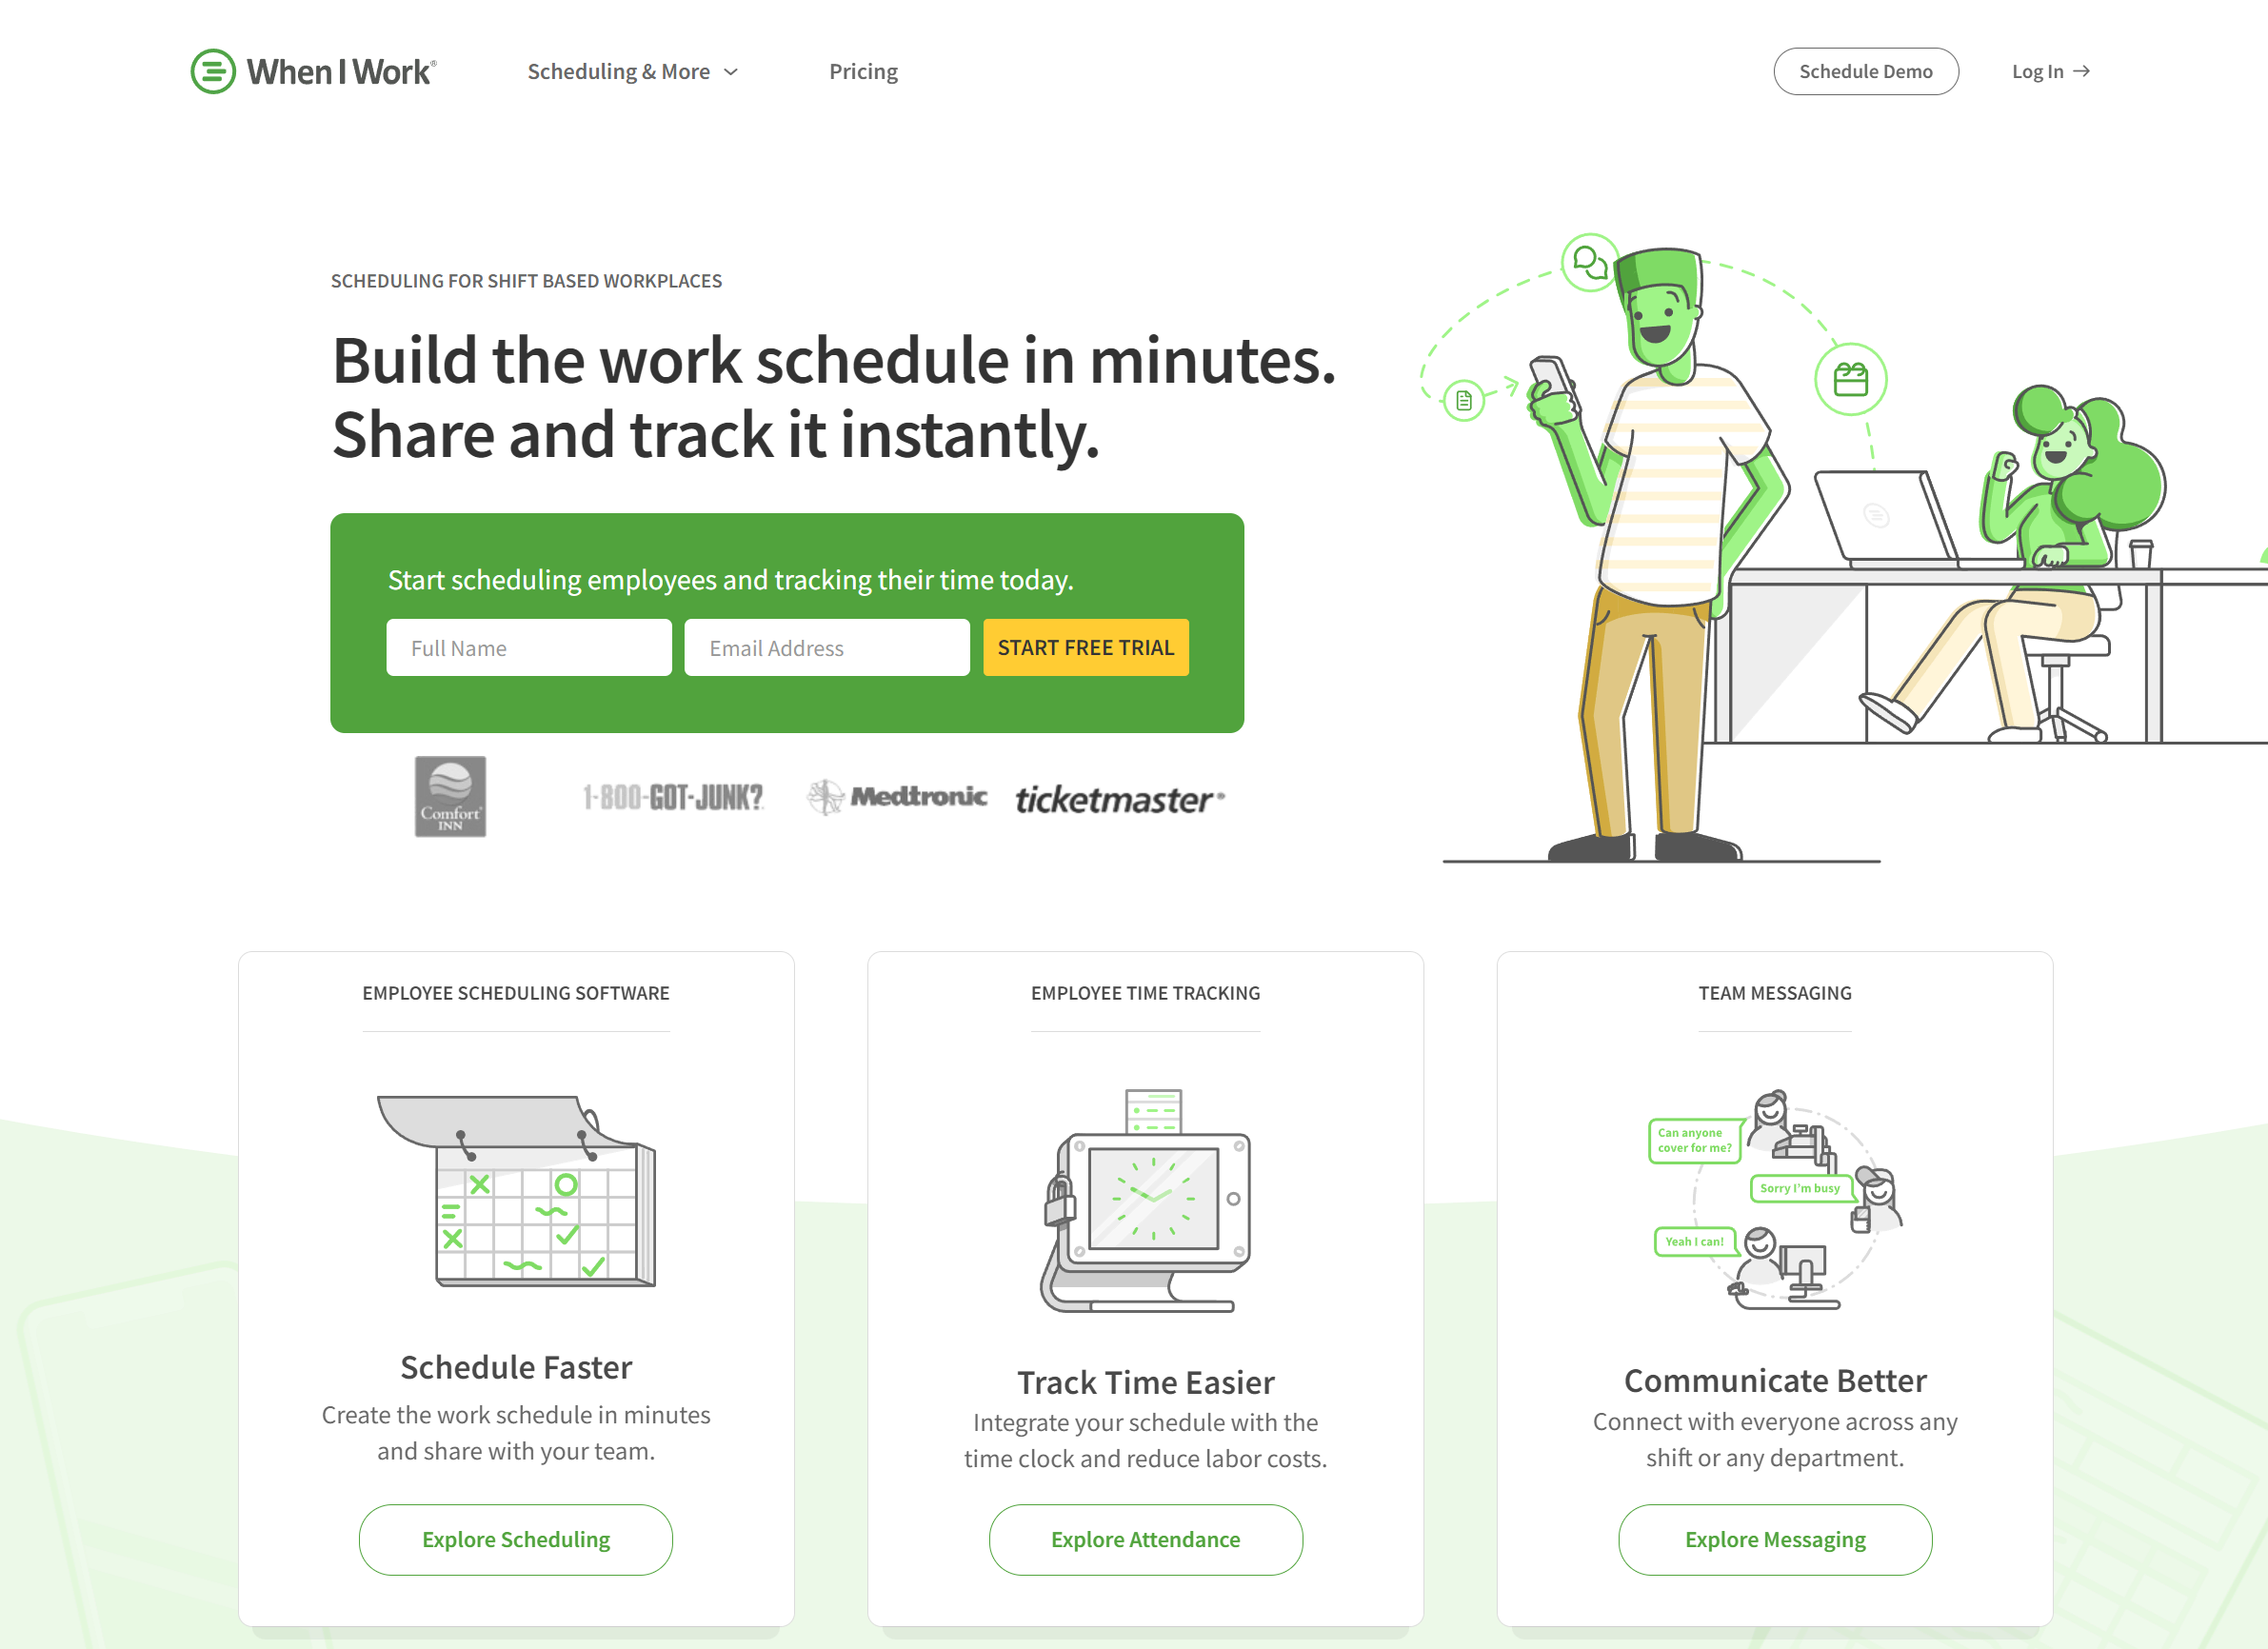 When I Work®
Scheduling & More
Pricing
Schedule Demo
Log In
SCHEDULING FOR SHIFT BASED WORKPLACES
Build the work schedule in minutes.
Share and track it instantly.
Start scheduling employees and tracking their time today.
Full Name
Email Address
START FREE TRIAL
Comfort
INN
1-800-GOT-JUNK?
Medtronic
ticketmaster®
EMPLOYEE SCHEDULING SOFTWARE
Schedule Faster
Create the work schedule in minutes
and share with your team.
Explore Scheduling
EMPLOYEE TIME TRACKING
Track Time Easier
Integrate your schedule with the
time clock and reduce labor costs.
Explore Attendance
TEAM MESSAGING
Can anyone
cover for me?
Sorry I'm busy
Yeah I can!
Communicate Better
Connect with everyone across any
shift or any department.
Explore Messaging